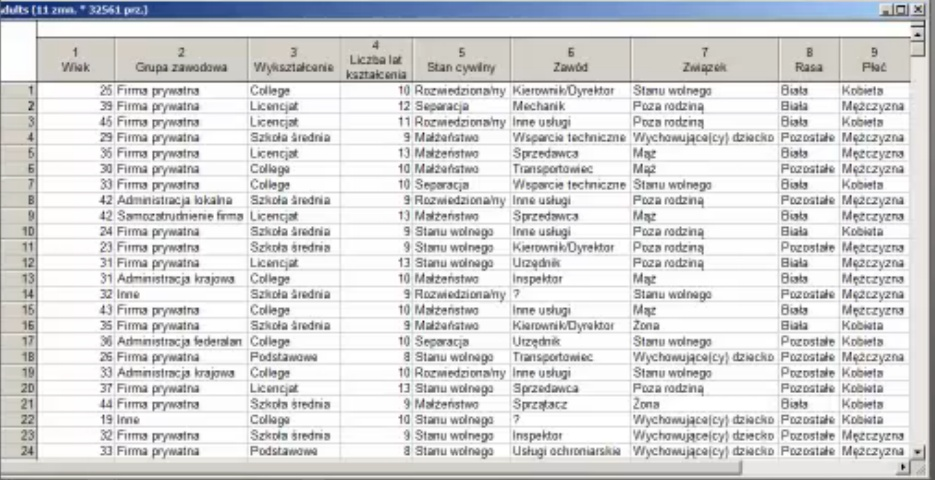 dults (11 zmn. * 32561 prz.)
1 2 3 4 5 6 7 8 9
Wiek Grupa zawodowa Wykształcenie Liczba lat kształcenia Stan cywilny Zawód Związek Rasa Płeć
1 25 Firma prywatna College 10 Rozwiedziona/ny Kierownik/Dyrektor Stanu wolnego Biała Kobieta
2 39 Firma prywatna Licencjat 12 Separacja Mechanik Poza rodziną Biała Mężczyzna
3 45 Firma prywatna Licencjat 11 Rozwiedziona/ny Inne usługi Poza rodziną Biała Kobieta
4 29 Firma prywatna Szkoła średnia 9 Małżeństwo Wsparcie techniczne Wychowujące(cy) dziecko Pozostałe Mężczyzna
5 35 Firma prywatna Licencjat 13 Małżeństwo Sprzedawca Mąż Biała Mężczyzna
6 30 Firma prywatna College 10 Małżeństwo Transportowiec Mąż Pozostałe Mężczyzna
7 33 Firma prywatna College 10 Separacja Wsparcie techniczne Stanu wolnego Biała Kobieta
8 42 Administracja lokalna Szkoła średnia 9 Rozwiedziona/ny Inne usługi Poza rodziną Pozostałe Mężczyzna
9 42 Samozatrudnienie firma Licencjat 13 Małżeństwo Sprzedawca Mąż Biała Mężczyzna
10 24 Firma prywatna Szkoła średnia 9 Stanu wolnego Inne usługi Poza rodziną Biała Kobieta
11 23 Firma prywatna Szkoła średnia 9 Stanu wolnego Kierownik/Dyrektor Poza rodziną Pozostałe Mężczyzna
12 31 Firma prywatna Licencjat 13 Stanu wolnego Urzędnik Poza rodziną Biała Mężczyzna
13 31 Administracja krajowa College 10 Małżeństwo Inspektor Mąż Biała Mężczyzna
14 32 Inne Szkoła średnia 9 Rozwiedziona/ny ? Stanu wolnego Pozostałe Mężczyzna
15 43 Firma prywatna College 10 Małżeństwo Inne usługi Mąż Biała Mężczyzna
16 35 Firma prywatna Szkoła średnia 9 Małżeństwo Kierownik/Dyrektor Żona Biała Kobieta
17 36 Administracja federalan College 10 Separacja Urzędnik Stanu wolnego Pozostałe Kobieta
18 26 Firma prywatna Podstawowe 8 Stanu wolnego Transportowiec Wychowujące(cy) dziecko Pozostałe Mężczyzna
19 33 Administracja krajowa College 10 Rozwiedziona/ny Inne usługi Stanu wolnego Pozostałe Kobieta
20 37 Firma prywatna Licencjat 13 Stanu wolnego Sprzedawca Poza rodziną Biała Kobieta
21 44 Firma prywatna Szkoła średnia 9 Małżeństwo Sprzątacz Żona Biała Kobieta
22 19 Inne College 10 Stanu wolnego ? Wychowujące(cy) dziecko Pozostałe Kobieta
23 32 Firma prywatna Szkoła średnia 9 Stanu wolnego Inspektor Wychowujące(cy) dziecko Pozostałe Mężczyzna
24 33 Firma prywatna Podstawowe 8 Stanu wolnego Usługi ochroniarskie Wychowujące(cy) dziecko Pozostałe Mężczyzna